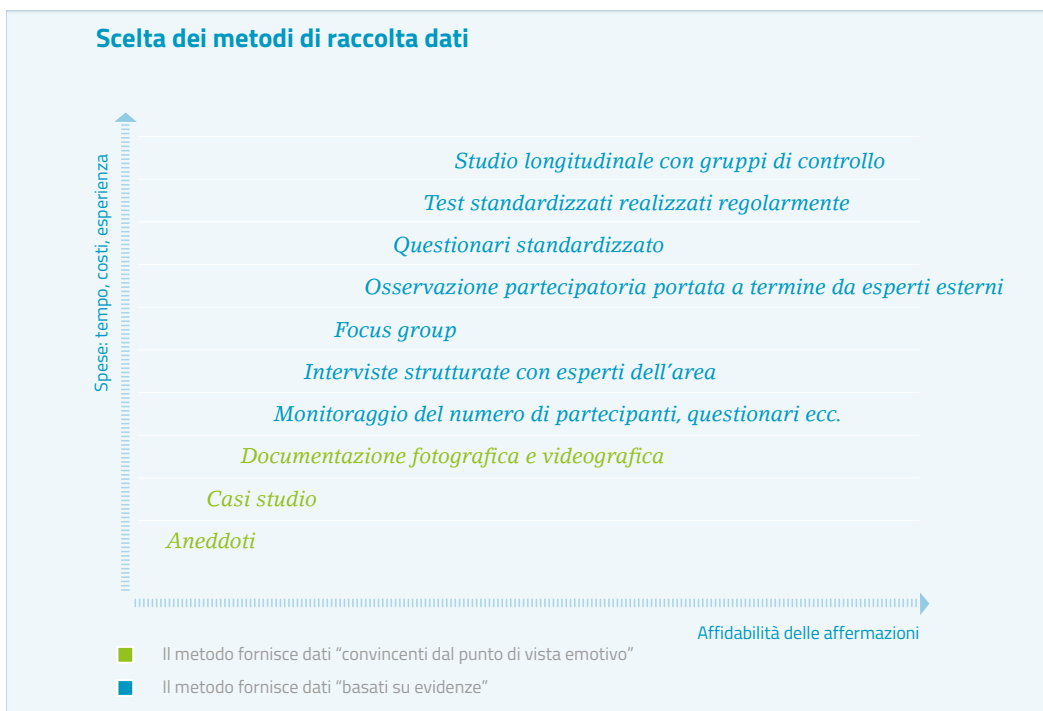 Scelta dei metodi di raccolta dati
Spese: tempo, costi, esperienza
Studio longitudinale con gruppi di controllo
Test standardizzati realizzati regolarmente
Questionari standardizzato
Osservazione partecipatoria portata a termine da esperti esterni
Focus group
Interviste strutturate con esperti dell’area
Monitoraggio del numero di partecipanti, questionari ecc.
Documentazione fotografica e videografica
Casi studio
Aneddoti
Affidabilità delle affermazioni
Il metodo fornisce dati “convincenti dal punto di vista emotivo”
Il metodo fornisce dati “basati su evidenze”